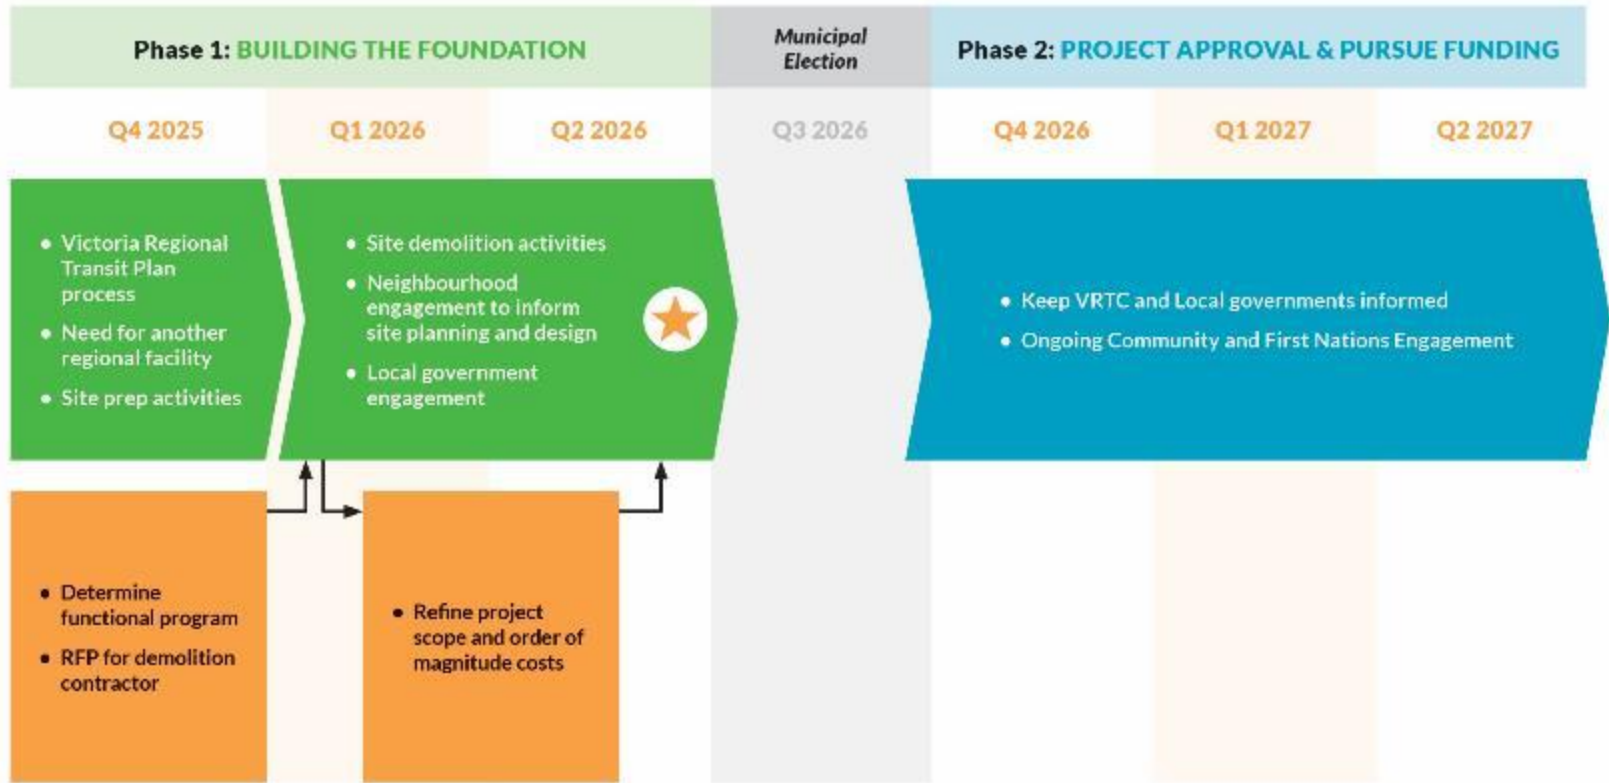 Phase 1: BUILDING THE FOUNDATION
Municipal
Election
Phase 2: PROJECT APPROVAL & PURSUE FUNDING
Q4 2025
Q1 2026
Q2 2026
Q3 2026
Q4 2026
Q1 2027
Q2 2027
• Victoria Regional
Transit Plan
process
• Need for another
regional facility
• Site prep activities
• Site demolition activities
• Neighbourhood
engagement to inform
site planning and design
• Local government
engagement
• Keep VRTC and Local governments informed
• Ongoing Community and First Nations Engagement
• Determine
functional program
• RFP for demolition
contractor
• Refine project
scope and order of
magnitude costs